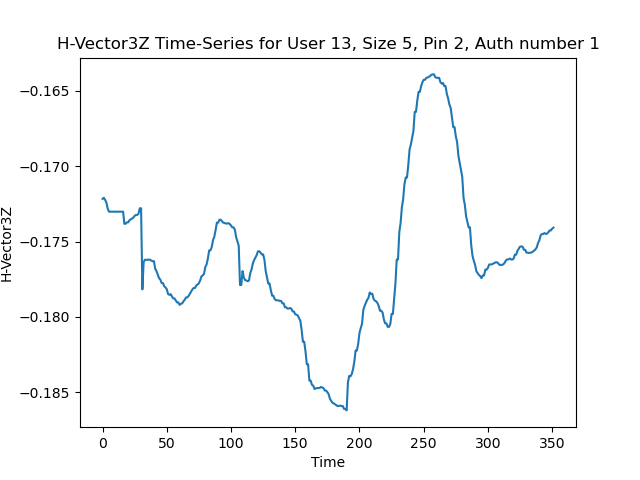 H-Vector3Z Time-Series for User 13, Size 5, Pin 2, Auth number 1
H-Vector3Z
−0.165
−0.170
−0.175
−0.180
−0.185
0 50 100 150 200 250 300 350
Time